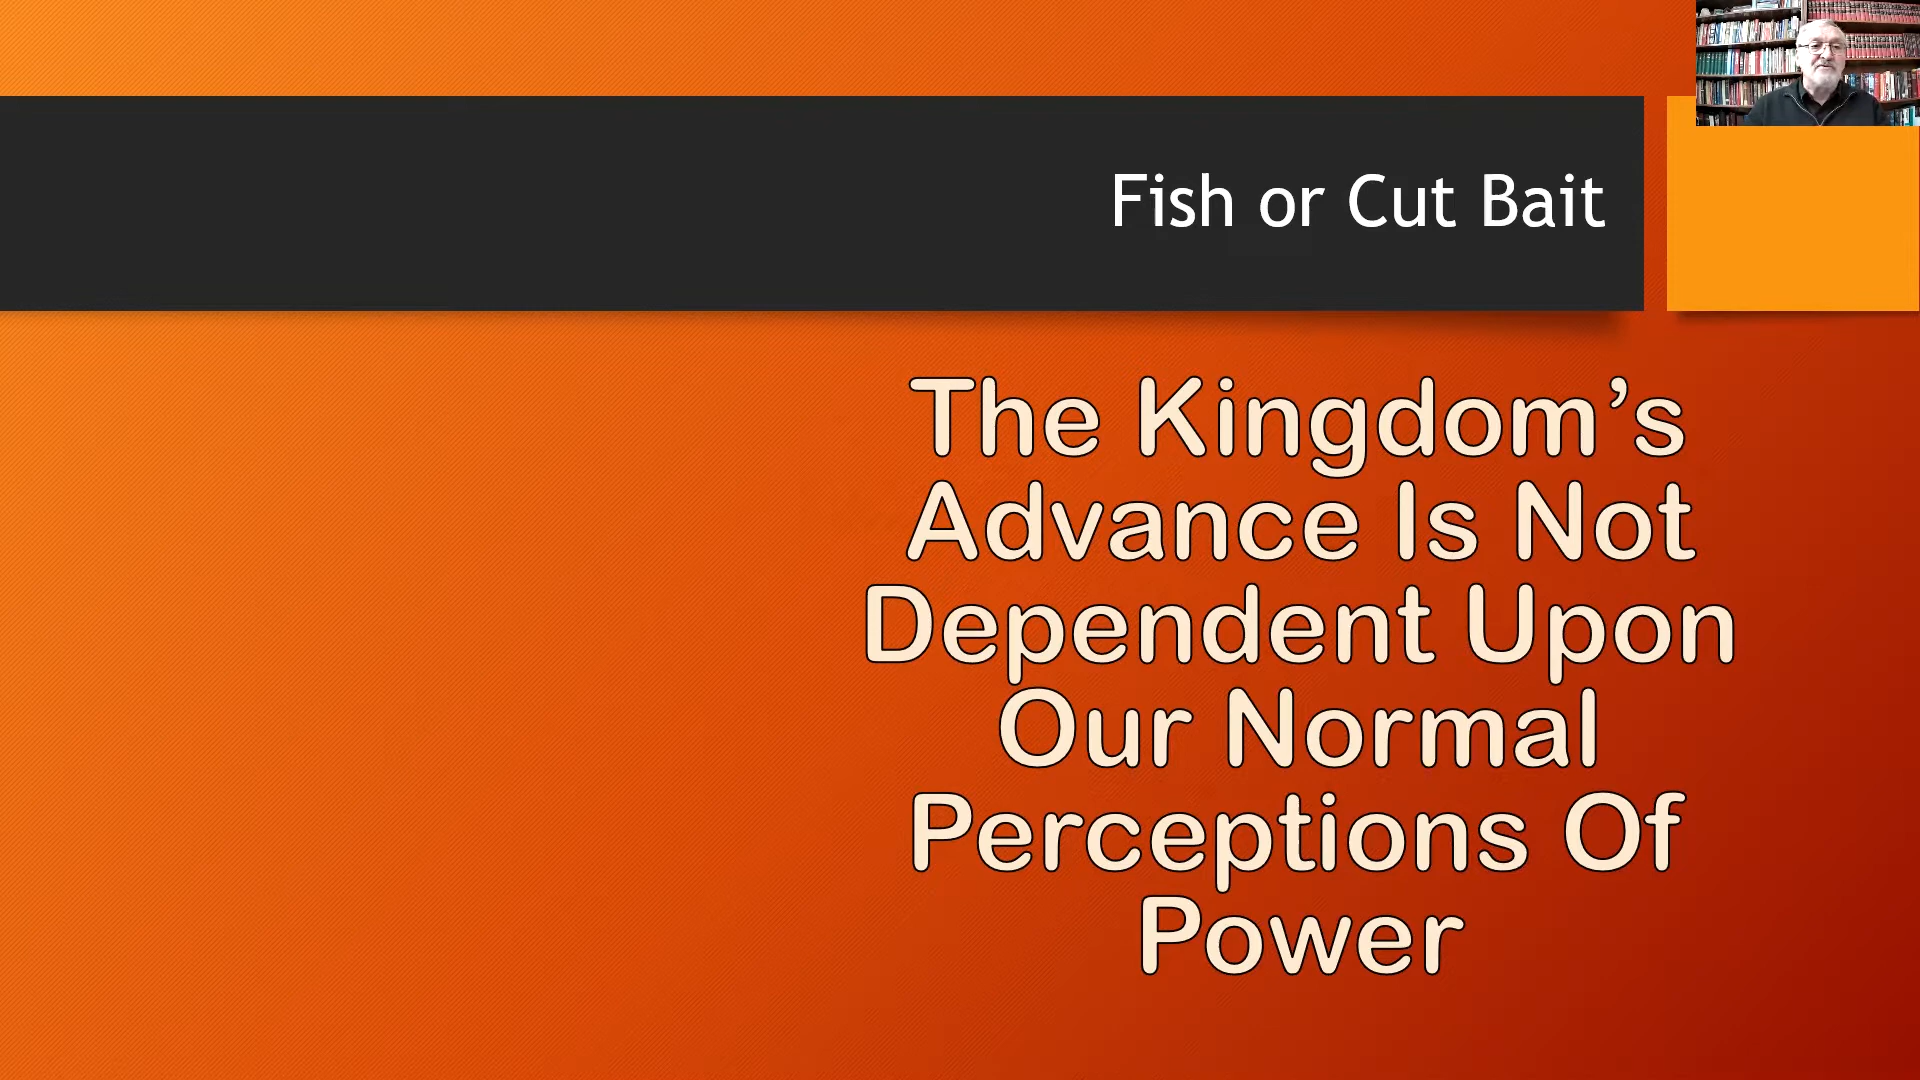 Fish or Cut Bait
The Kingdom’s
Advance Is Not
Dependent Upon
Our Normal
Perceptions Of
Power